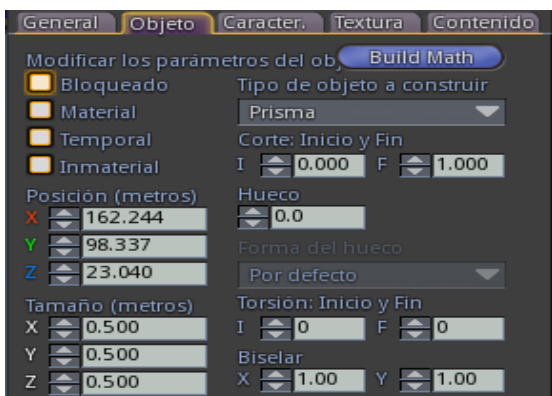 General Objeto Caracter. Textura Contenido
Modificar los parámetros del obj Build Math
Bloqueado
Material
Temporal
Inmaterial
Posición (metros)
X 162.244
Y 98.337
Z 23.040
Tamaño (metros)
X 0.500
Y 0.500
Z 0.500
Tipo de objeto a construir
Prisma
Corte: Inicio y Fin
I 0.000 F 1.000
Hueco
0.0
Forma del hueco
Por defecto
Torsión: Inicio y Fin
I 0 F 0
Biselar
X 1.00 Y 1.00